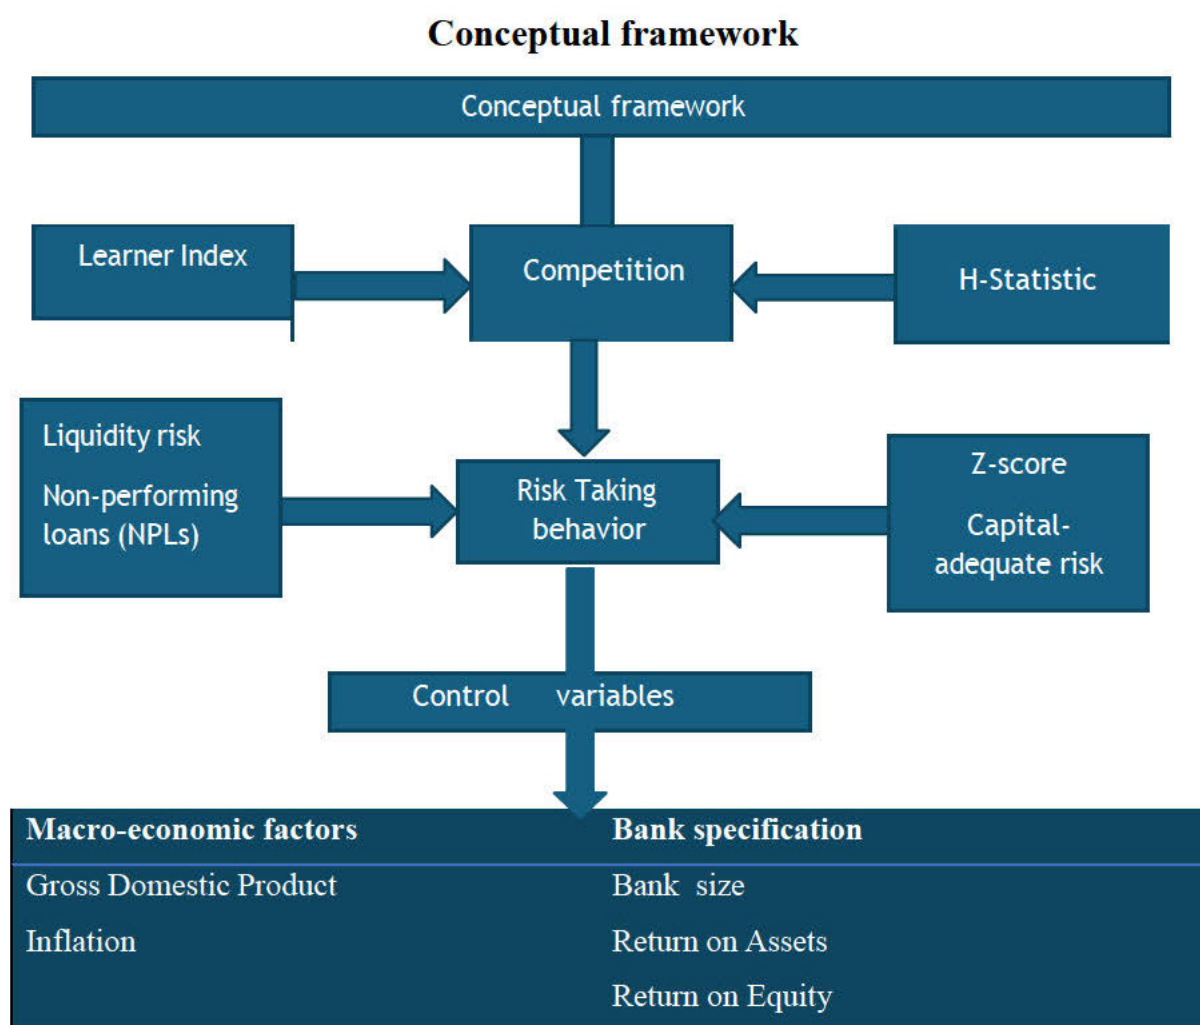 Conceptual framework
Conceptual framework
Learner Index
Competition
H-Statistic
Liquidity risk
Non-performing
loans (NPLs)
Risk Taking
behavior
Z-score
Capital-
adequate risk
Control variables
Macro-economic factors
Bank specification
Gross Domestic Product
Bank size
Inflation
Return on Assets
Return on Equity